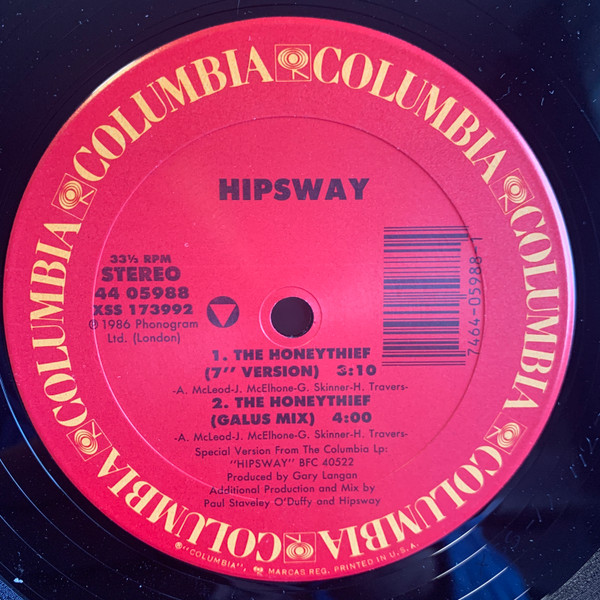 COLUMBIA COLUMBIA COLUMBIA COLUMBIA COLUMBIA COLUMBIA COLUMBIA
HIPSWAY
33⅓ RPM
STEREO
44 05988
XSS 173992
℗ 1986 Phonogram
Ltd. (London)
7464-05988-1
1. THE HONEYTHIEF
(7'' VERSION) 3:10
-A. McLeod-J. McElhone-G. Skinner-H. Travers-
2. THE HONEYTHIEF
(GALUS MIX) 4:00
-A. McLeod-J. McElhone-G. Skinner-H. Travers-
Special Version From The Columbia Lp:
"HIPSWAY" BFC 40522
Produced by Gary Langan
Additional Production and Mix by
Paul Staveley O'Duffy and Hipsway
® "COLUMBIA", MARCAS REG. PRINTED IN U.S.A.